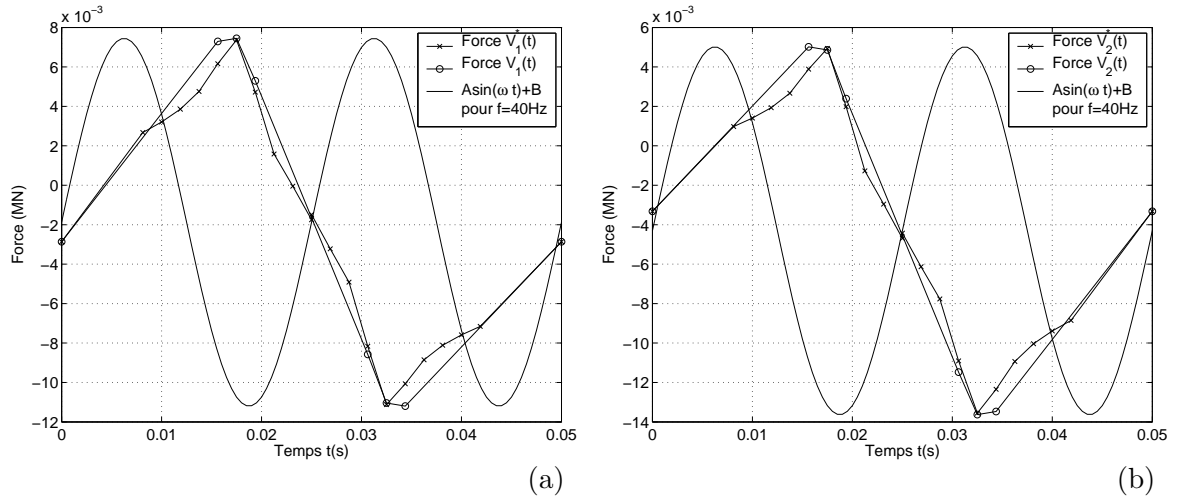 x 10⁻³
8
6
4
2
0
−2
−4
−6
−8
−10
−12
Force (MN)
0 0.01 0.02 0.03 0.04 0.05
Temps t(s)
Force V₁*(t)
Force V₁(t)
Asin(ω t)+B
pour f=40Hz
(a)
x 10⁻³
6
4
2
0
−2
−4
−6
−8
−10
−12
−14
Force (MN)
0 0.01 0.02 0.03 0.04 0.05
Temps t(s)
Force V₂*(t)
Force V₂(t)
Asin(ω t)+B
pour f=40Hz
(b)